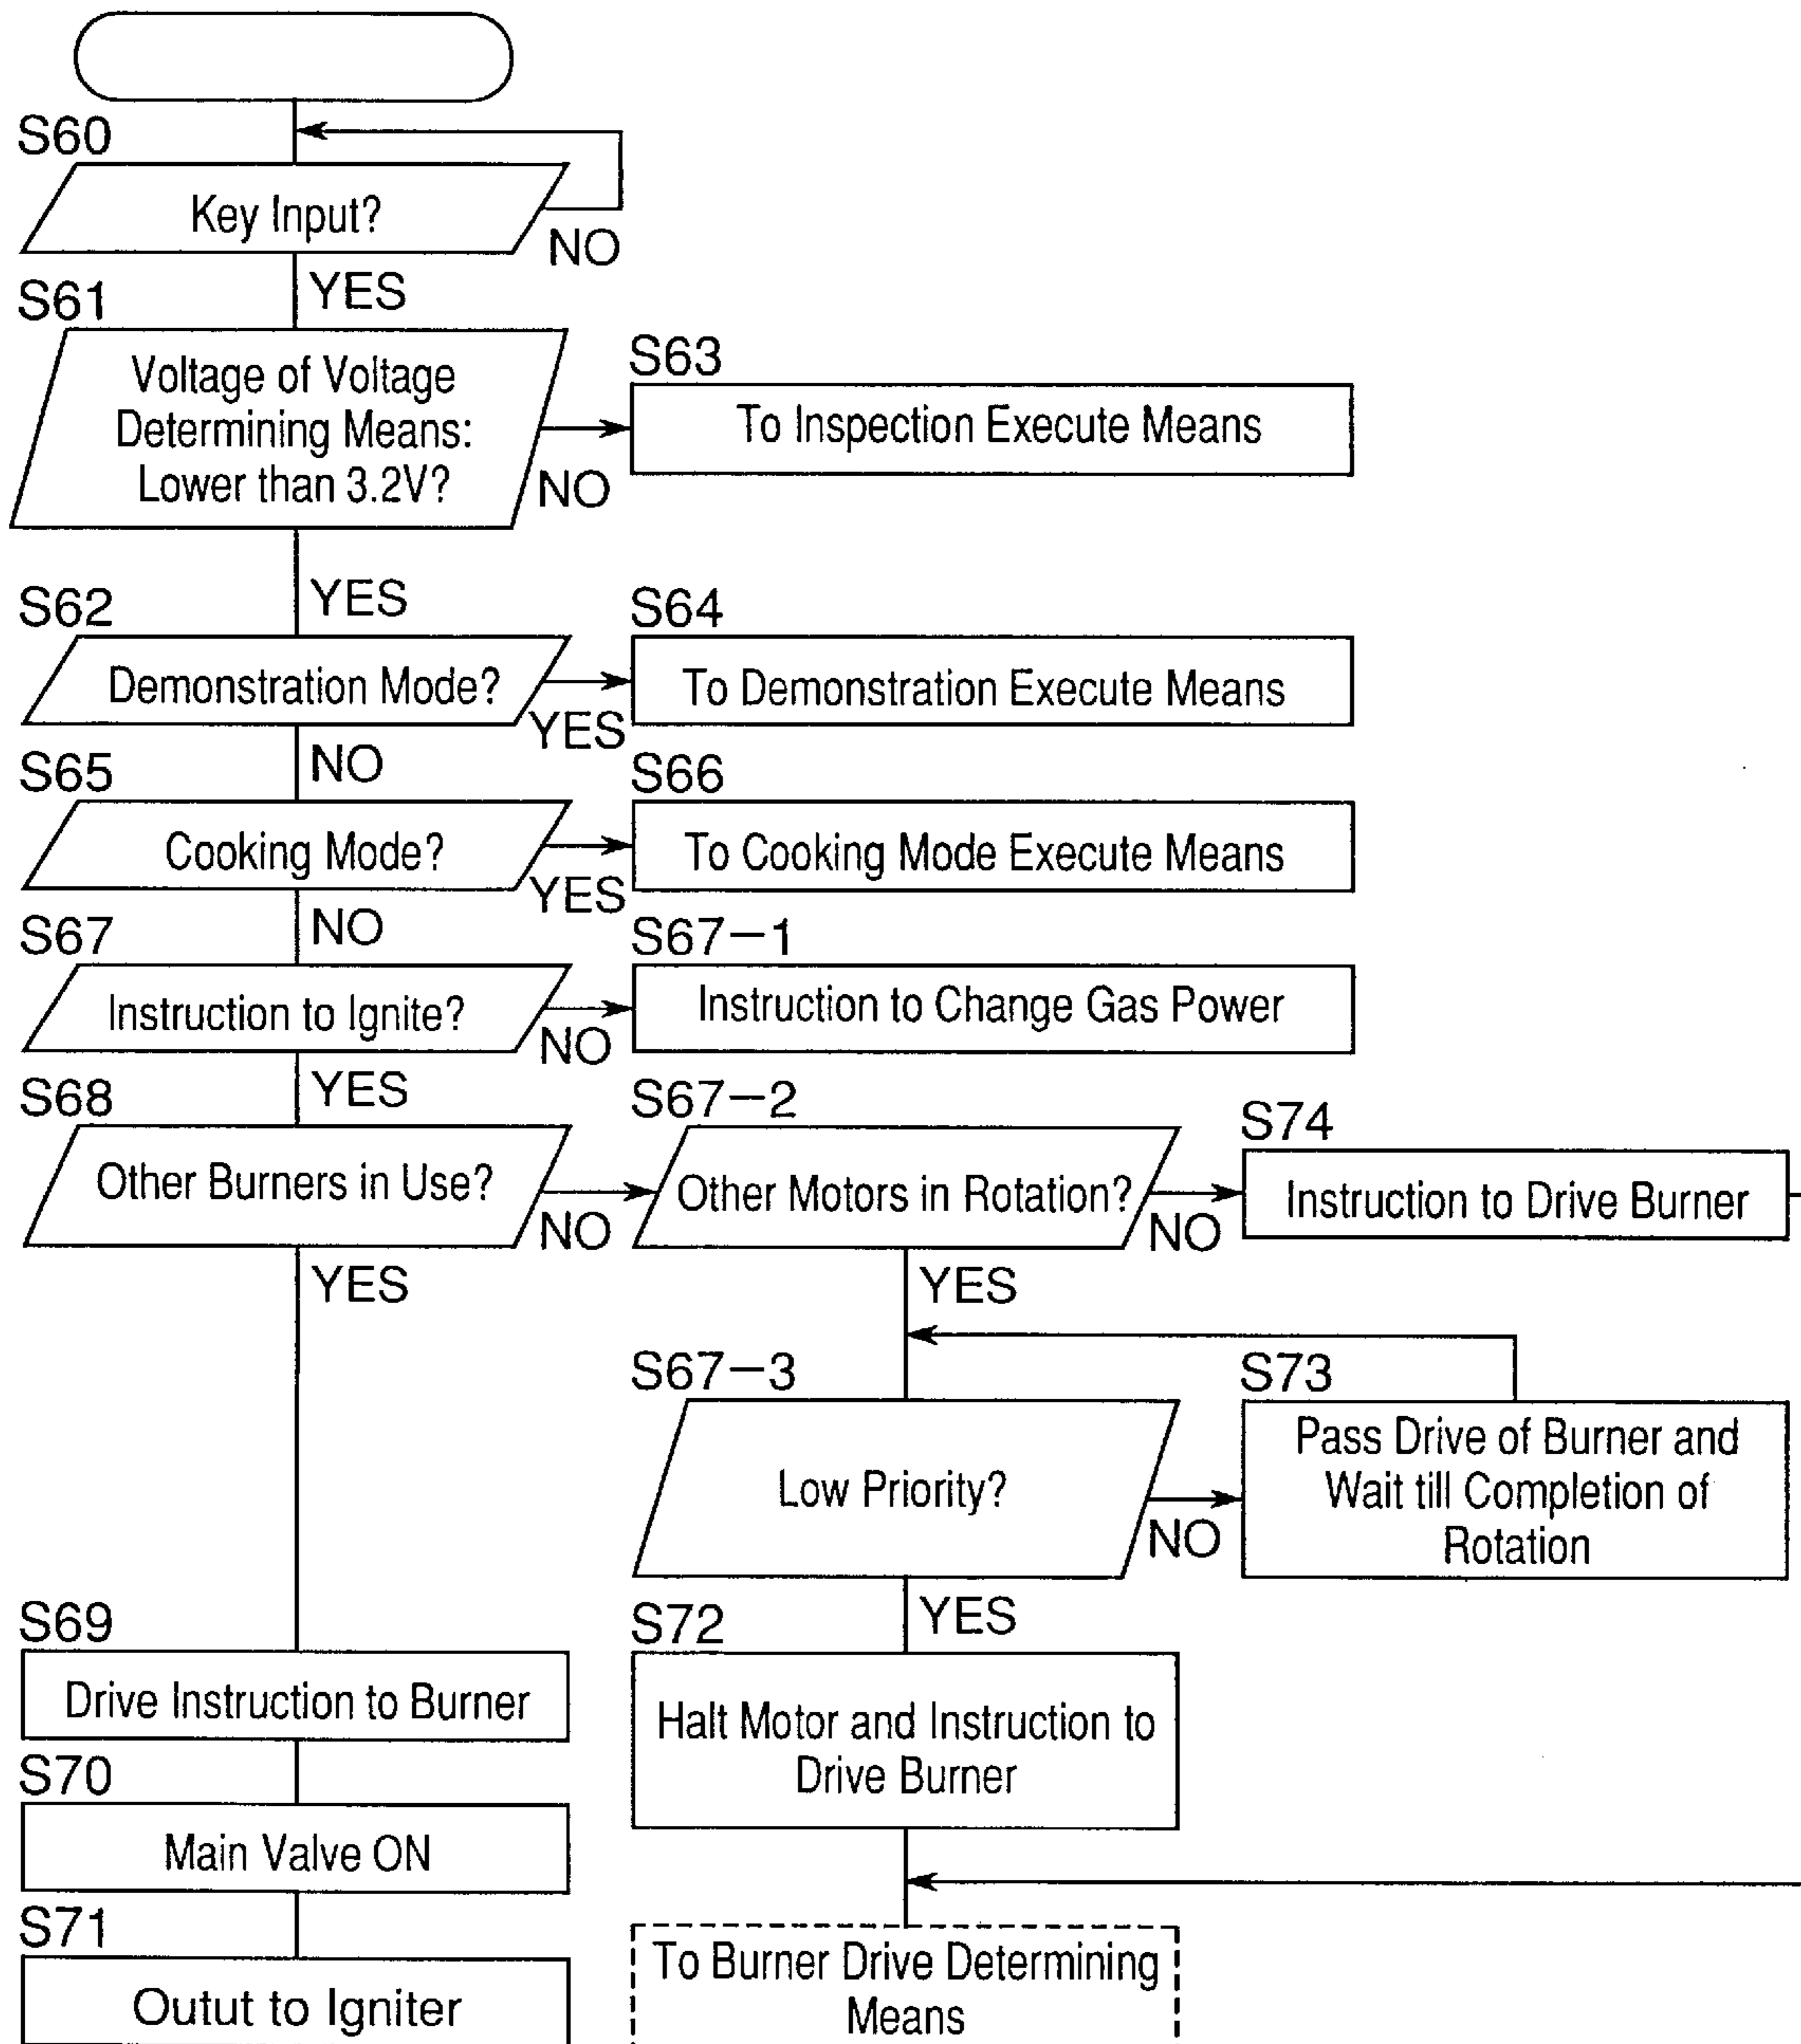 S60
Key Input?
NO
YES
S61
Voltage of Voltage
Determining Means:
Lower than 3.2V?
NO
S63
To Inspection Execute Means
YES
S62
Demonstration Mode?
YES
S64
To Demonstration Execute Means
NO
S65
Cooking Mode?
YES
S66
To Cooking Mode Execute Means
NO
S67
Instruction to Ignite?
NO
S67-1
Instruction to Change Gas Power
YES
S68
Other Burners in Use?
NO
S67-2
Other Motors in Rotation?
NO
S74
Instruction to Drive Burner
YES
YES
S67-3
Low Priority?
NO
S73
Pass Drive of Burner and
Wait till Completion of
Rotation
YES
S69
Drive Instruction to Burner
S72
Halt Motor and Instruction to
Drive Burner
S70
Main Valve ON
S71
Outut to Igniter
To Burner Drive Determining
Means